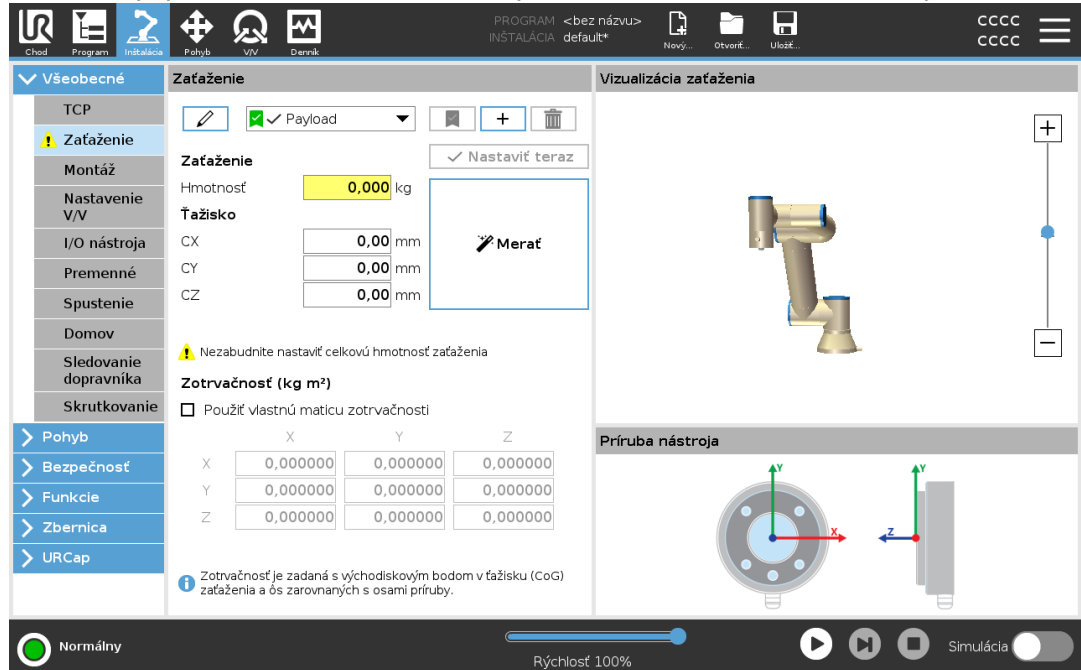 PROGRAM <bez názvu>
INŠTALÁCIA default*
Chod
Program
Inštalácia
Pohyb
V/V
Denník
Nový...
Otvoriť...
Uložiť...
CCCC
CCCC
Všeobecné
TCP
Zaťaženie
Montáž
Nastavenie
V/V
I/O nástroja
Premenné
Spustenie
Domov
Sledovanie
dopravníka
Skrutkovanie
Pohyb
Bezpečnosť
Funkcie
Zbernica
URCap
Zaťaženie
Payload
Nastaviť teraz
Zaťaženie
Hmotnosť 0,000 kg
Ťažisko
CX 0,00 mm
CY 0,00 mm
CZ 0,00 mm
Merať
Nezabudnite nastaviť celkovú hmotnosť zaťaženia
Zotrvačnosť (kg m²)
Použiť vlastnú maticu zotrvačnosti
X Y Z
X 0,000000 0,000000 0,000000
Y 0,000000 0,000000 0,000000
Z 0,000000 0,000000 0,000000
Zotrvačnosť je zadaná s východiskovým bodom v ťažisku (CoG)
zaťaženia a ôs zarovnaných s osami príruby.
Vizualizácia zaťaženia
Príruba nástroja
Y
X
Y
Z
Normálny
Rýchlosť 100%
Simulácia